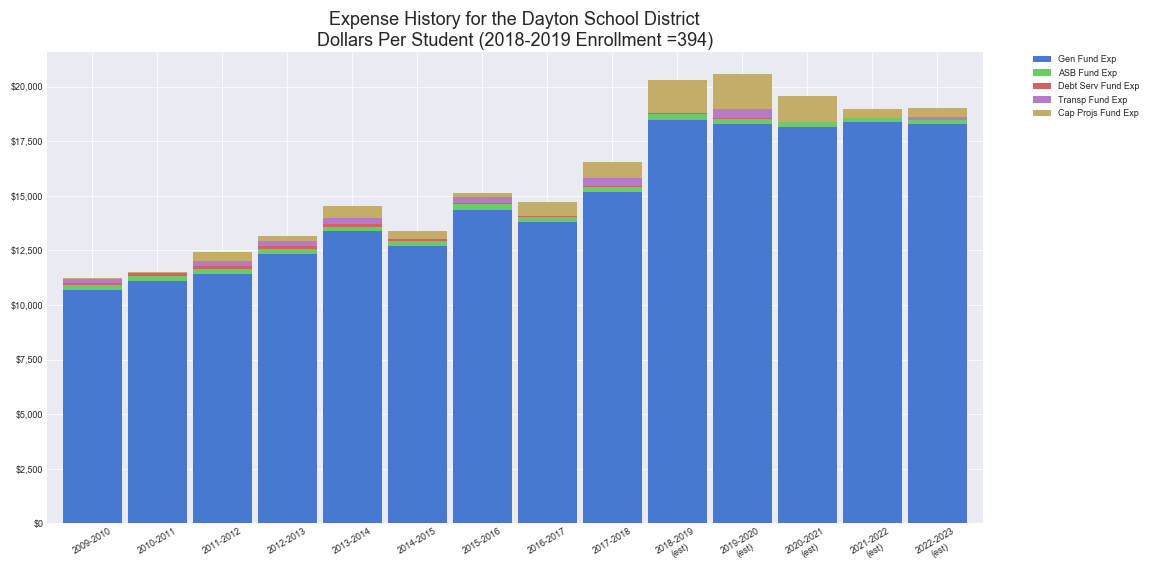 Expense History for the Dayton School District
Dollars Per Student (2018-2019 Enrollment =394)
Gen Fund Exp
ASB Fund Exp
Debt Serv Fund Exp
Transp Fund Exp
Cap Projs Fund Exp
$20,000
$17,500
$15,000
$12,500
$10,000
$7,500
$5,000
$2,500
$0
2009-2010
2010-2011
2011-2012
2012-2013
2013-2014
2014-2015
2015-2016
2016-2017
2017-2018
2018-2019
(est)
2019-2020
(est)
2020-2021
(est)
2021-2022
(est)
2022-2023
(est)